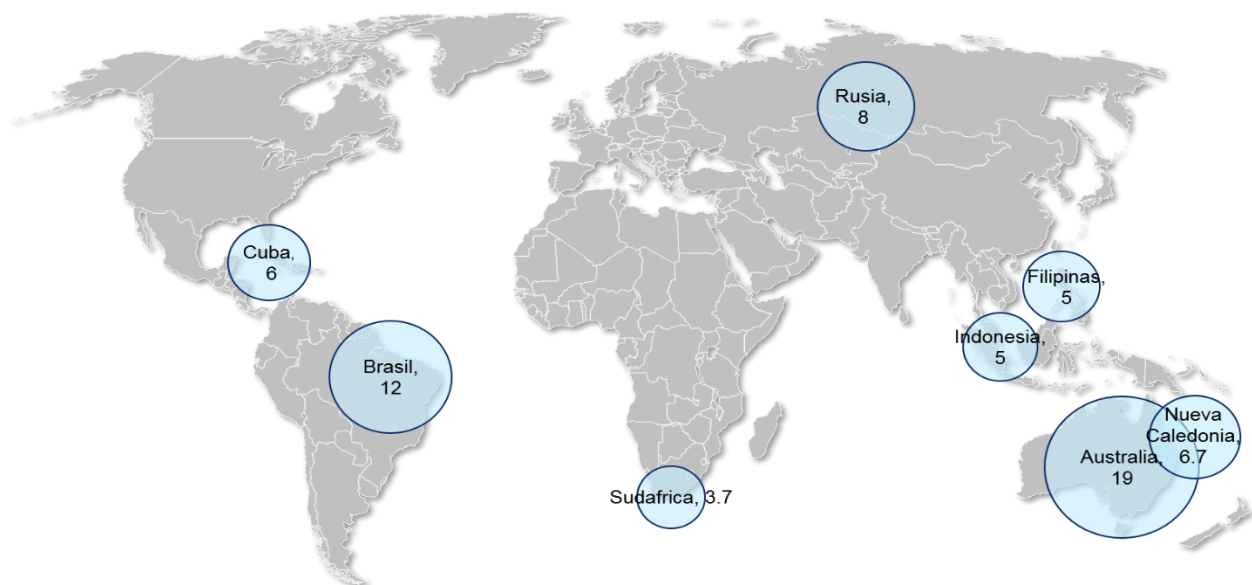 Rusia,
8
Cuba,
6
Filipinas,
5
Indonesia,
5
Brasil,
12
Nueva
Caledonia,
6.7
Australia,
19
Sudafrica, 3.7